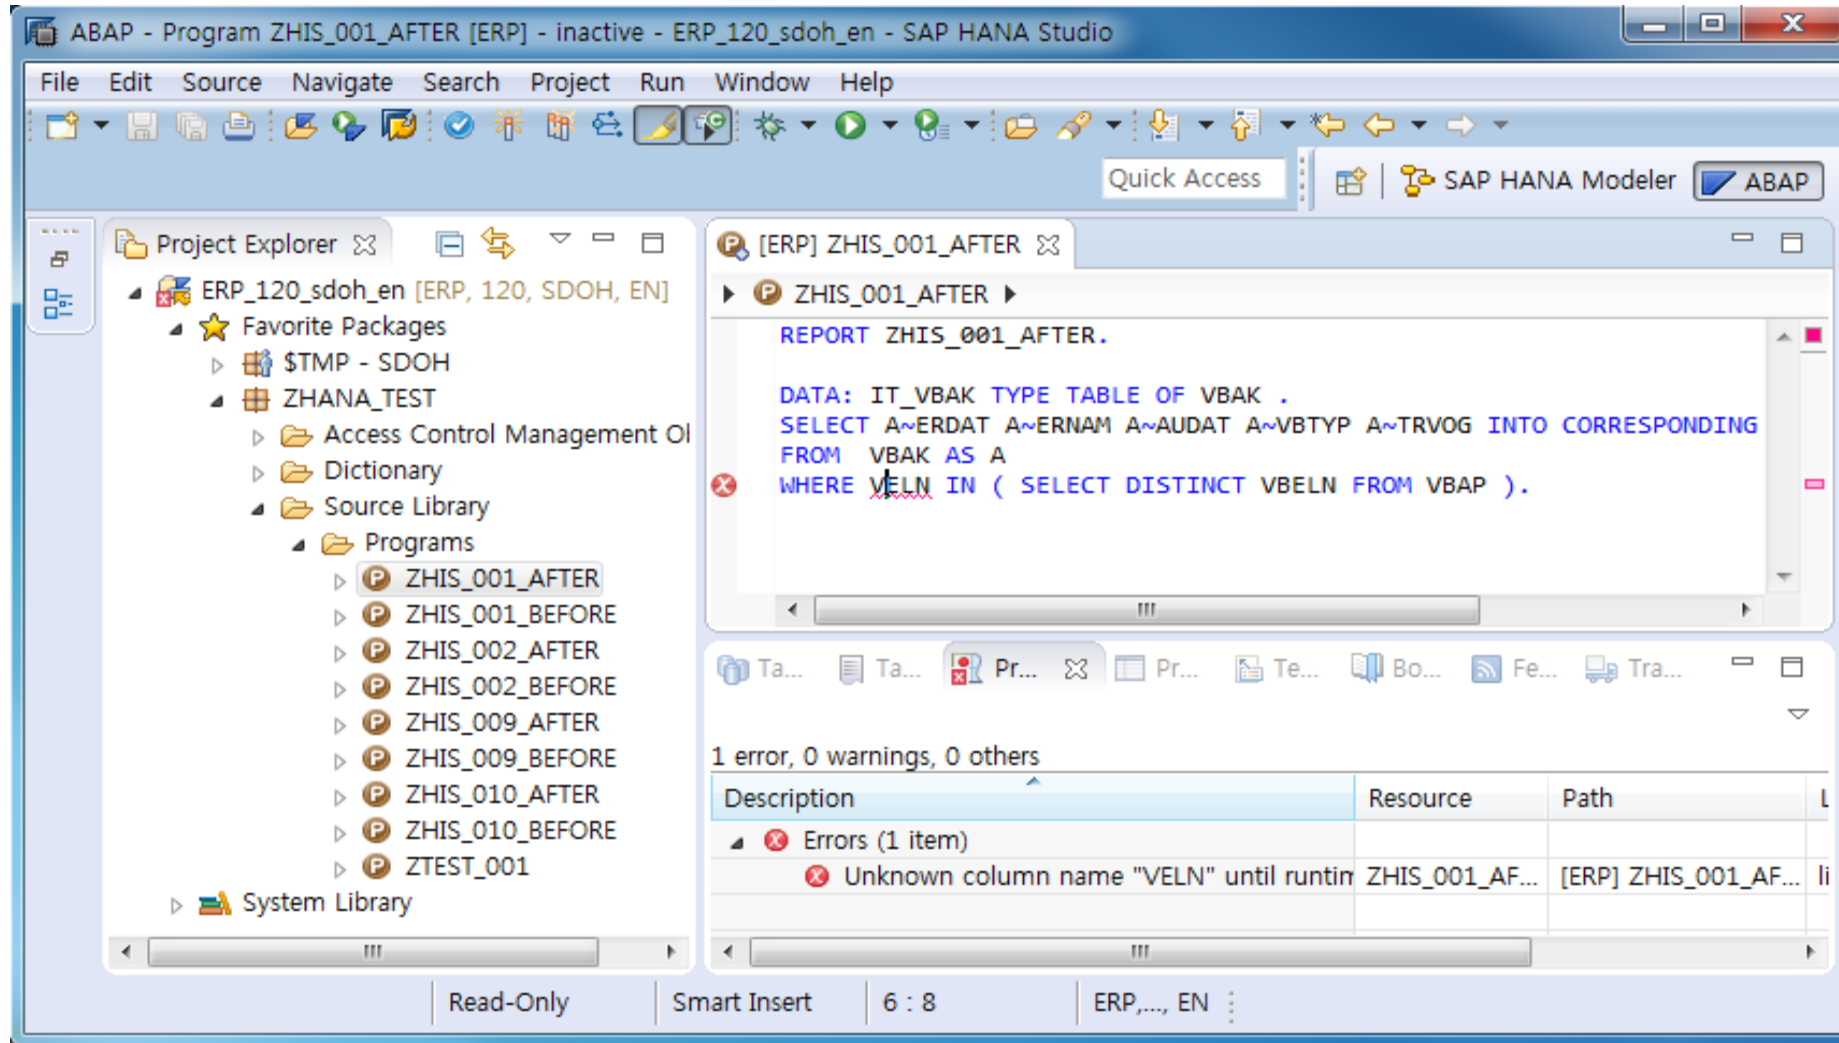 ABAP - Program ZHIS_001_AFTER [ERP] - inactive - ERP_120_sdoh_en - SAP HANA Studio
File Edit Source Navigate Search Project Run Window Help
Quick Access SAP HANA Modeler ABAP
Project Explorer
ERP_120_sdoh_en [ERP, 120, SDOH, EN]
Favorite Packages
$TMP - SDOH
ZHANA_TEST
Access Control Management Ol
Dictionary
Source Library
Programs
ZHIS_001_AFTER
ZHIS_001_BEFORE
ZHIS_002_AFTER
ZHIS_002_BEFORE
ZHIS_009_AFTER
ZHIS_009_BEFORE
ZHIS_010_AFTER
ZHIS_010_BEFORE
ZTEST_001
System Library
[ERP] ZHIS_001_AFTER
ZHIS_001_AFTER
REPORT ZHIS_001_AFTER.
DATA: IT_VBAK TYPE TABLE OF VBAK .
SELECT A~ERDAT A~ERNAM A~AUDAT A~VBTYP A~TRVOG INTO CORRESPONDING
FROM VBAK AS A
WHERE VELN IN ( SELECT DISTINCT VBELN FROM VBAP ).
Ta... Ta... Pr... Pr... Te... Bo... Fe... Tra...
1 error, 0 warnings, 0 others
Description Resource Path L
Errors (1 item)
Unknown column name "VELN" until runtim ZHIS_001_AF... [ERP] ZHIS_001_AF... li
Read-Only Smart Insert 6 : 8 ERP,..., EN